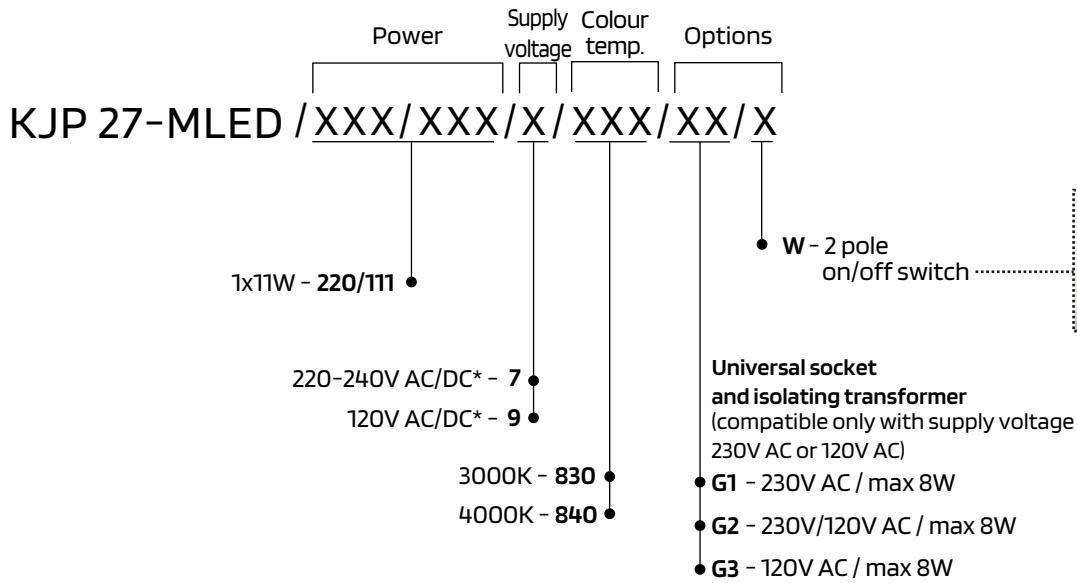 Power
Supply voltage
Colour temp.
Options
KJP 27-MLED /XXX/XXX/X/XXX/XX/X
W - 2 pole
on/off switch
1x11W - 220/111
220-240V AC/DC* - 7
120V AC/DC* - 9
3000K - 830
4000K - 840
Universal socket
and isolating transformer
(compatible only with supply voltage
230V AC or 120V AC)
G1 - 230V AC / max 8W
G2 - 230V/120V AC / max 8W
G3 - 120V AC / max 8W